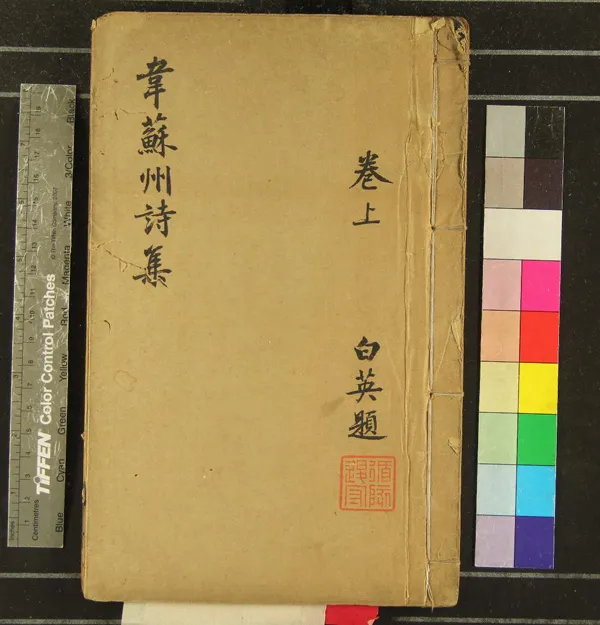 韋蘇州詩集
卷上
白英題
TIFFEN Color Control Patches
Blue
Cyan
Green
Yellow
Red
Magenta
White
3/Color
Black
Inches
Centimetres